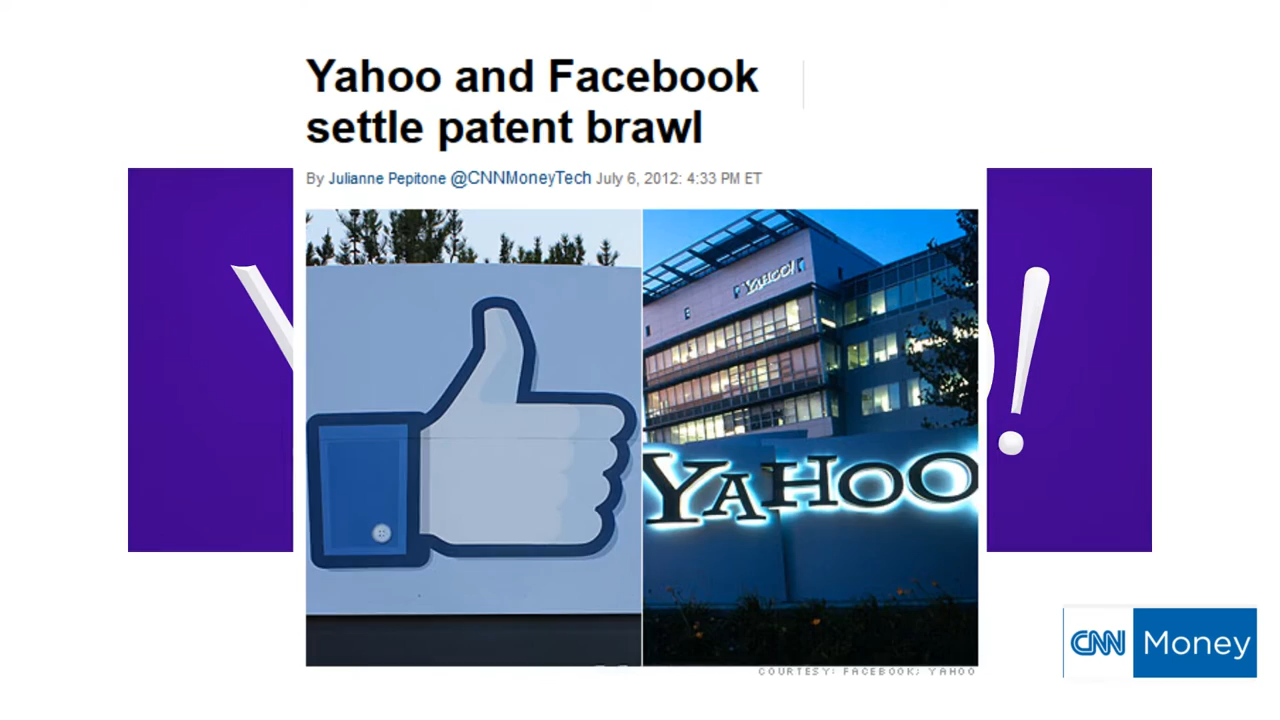 Yahoo and Facebook
settle patent brawl
By Julianne Pepitone @CNNMoneyTech July 6, 2012: 4:33 PM ET
YAHOO!
YAHOO
Y !
COURTESY: FACEBOOK; YAHOO
CNN Money